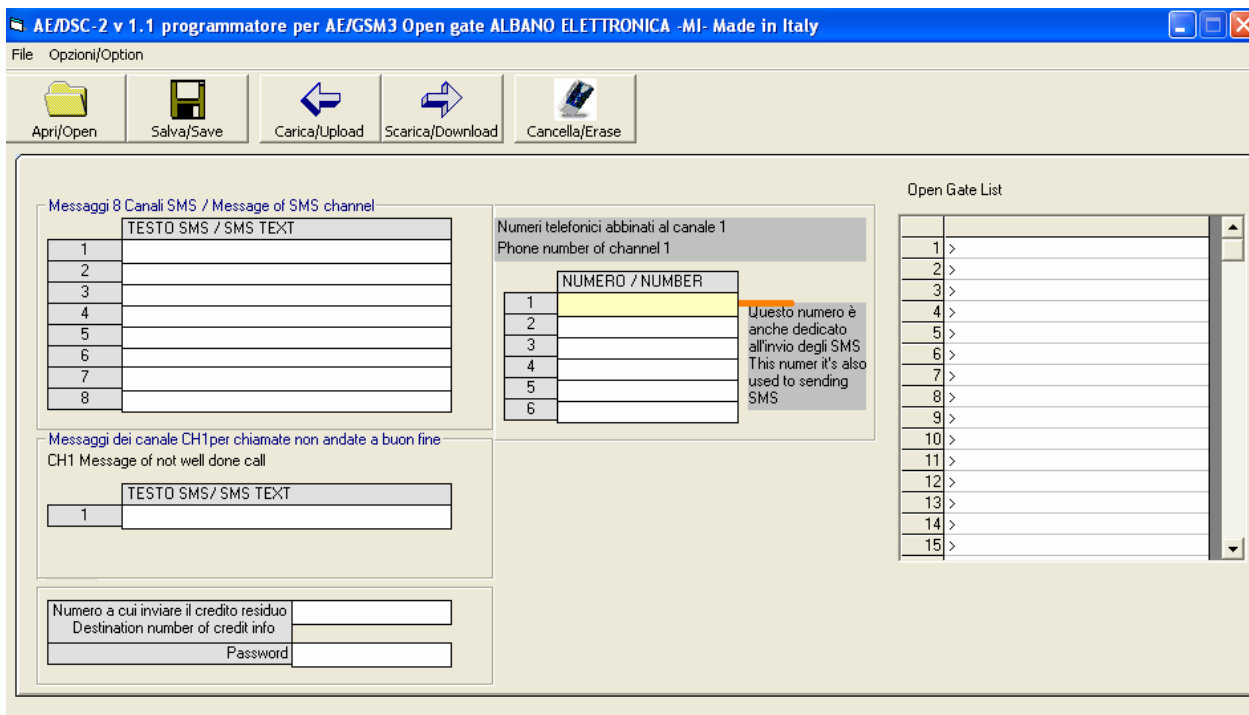 AE/DSC-2 v 1.1 programmatore per AE/GSM3 Open gate ALBANO ELETTRONICA -MI- Made in Italy
File Opzioni/Option
Apri/Open Salva/Save Carica/Upload Scarica/Download Cancella/Erase
Messaggi 8 Canali SMS / Message of SMS channel
TESTO SMS / SMS TEXT
1
2
3
4
5
6
7
8
Numeri telefonici abbinati al canale 1
Phone number of channel 1
NUMERO / NUMBER
1
2
3
4
5
6
Questo numero è
anche dedicato
all'invio degli SMS
This numer it's also
used to sending
SMS
Messaggi dei canale CH1per chiamate non andate a buon fine
CH1 Message of not well done call
TESTO SMS/ SMS TEXT
1
Numero a cui inviare il credito residuo
Destination number of credit info
Password
Open Gate List
1 >
2 >
3 >
4 >
5 >
6 >
7 >
8 >
9 >
10 >
11 >
12 >
13 >
14 >
15 >